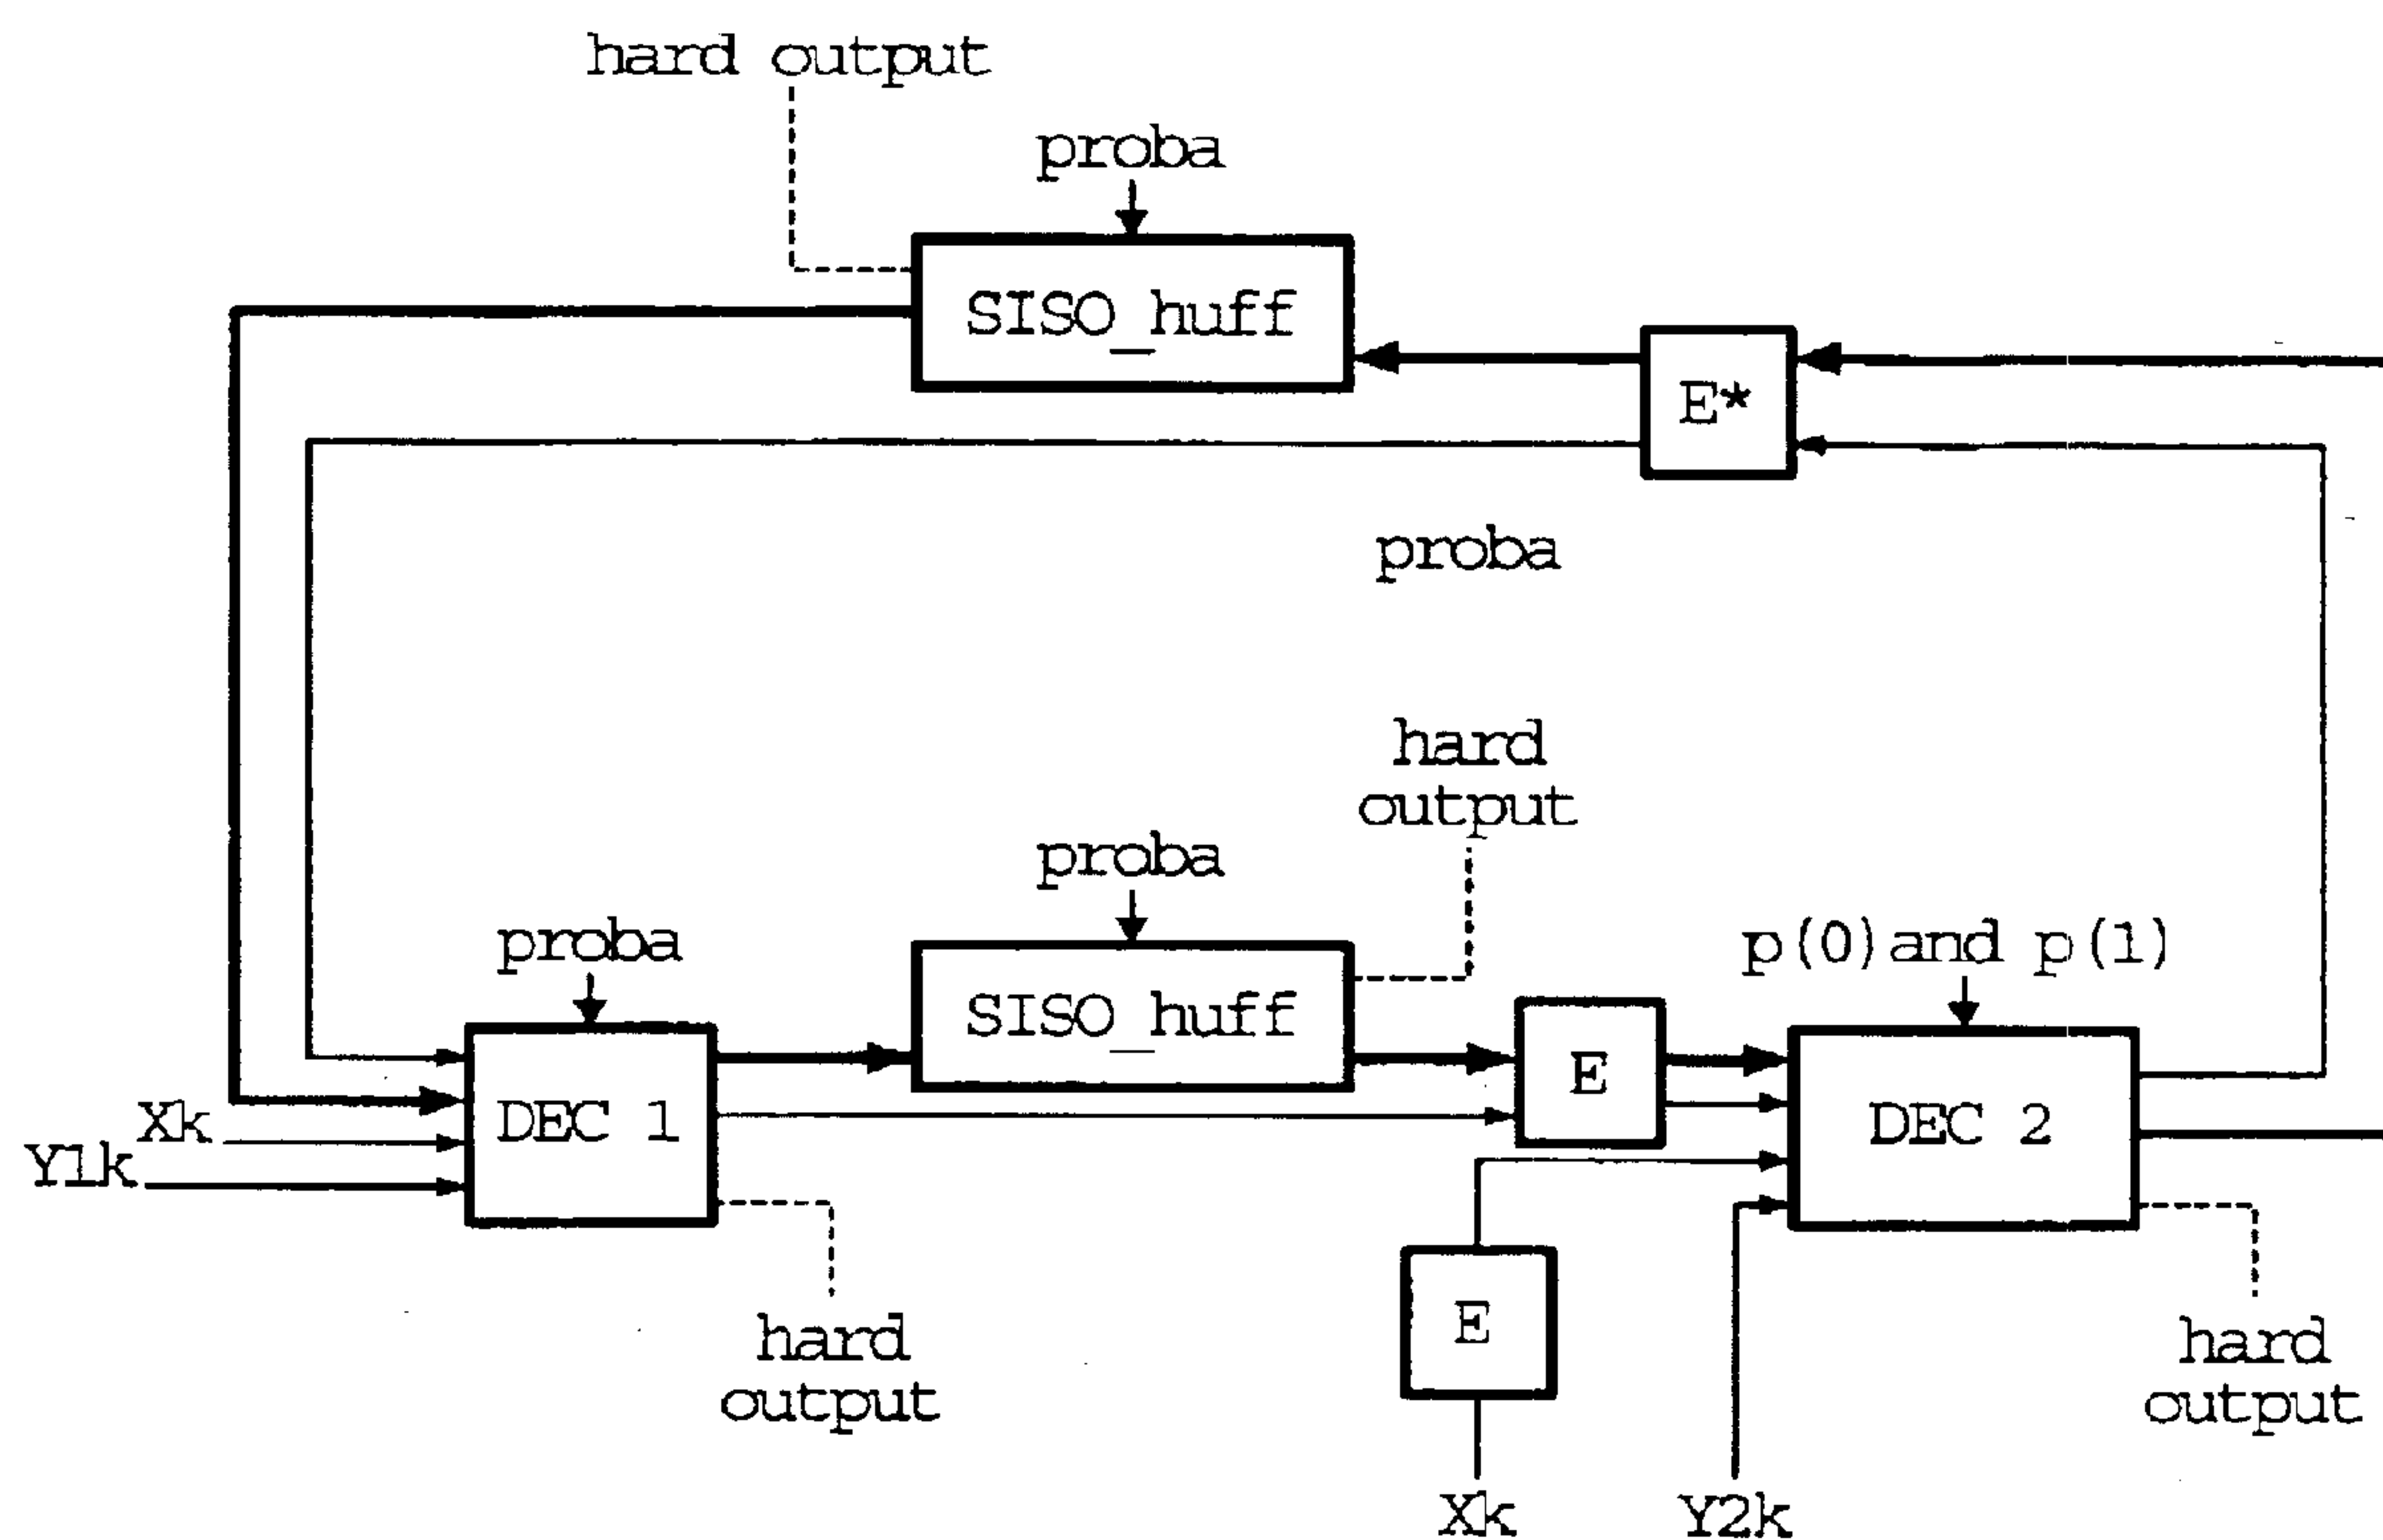 hard output
proba
SISO_huff
E*
proba
hard
output
proba
proba
p(0)and p(1)
SISO_huff
E
DEC 1
DEC 2
Xk
Y1k
E
hard
output
hard
output
Xk
Y2k